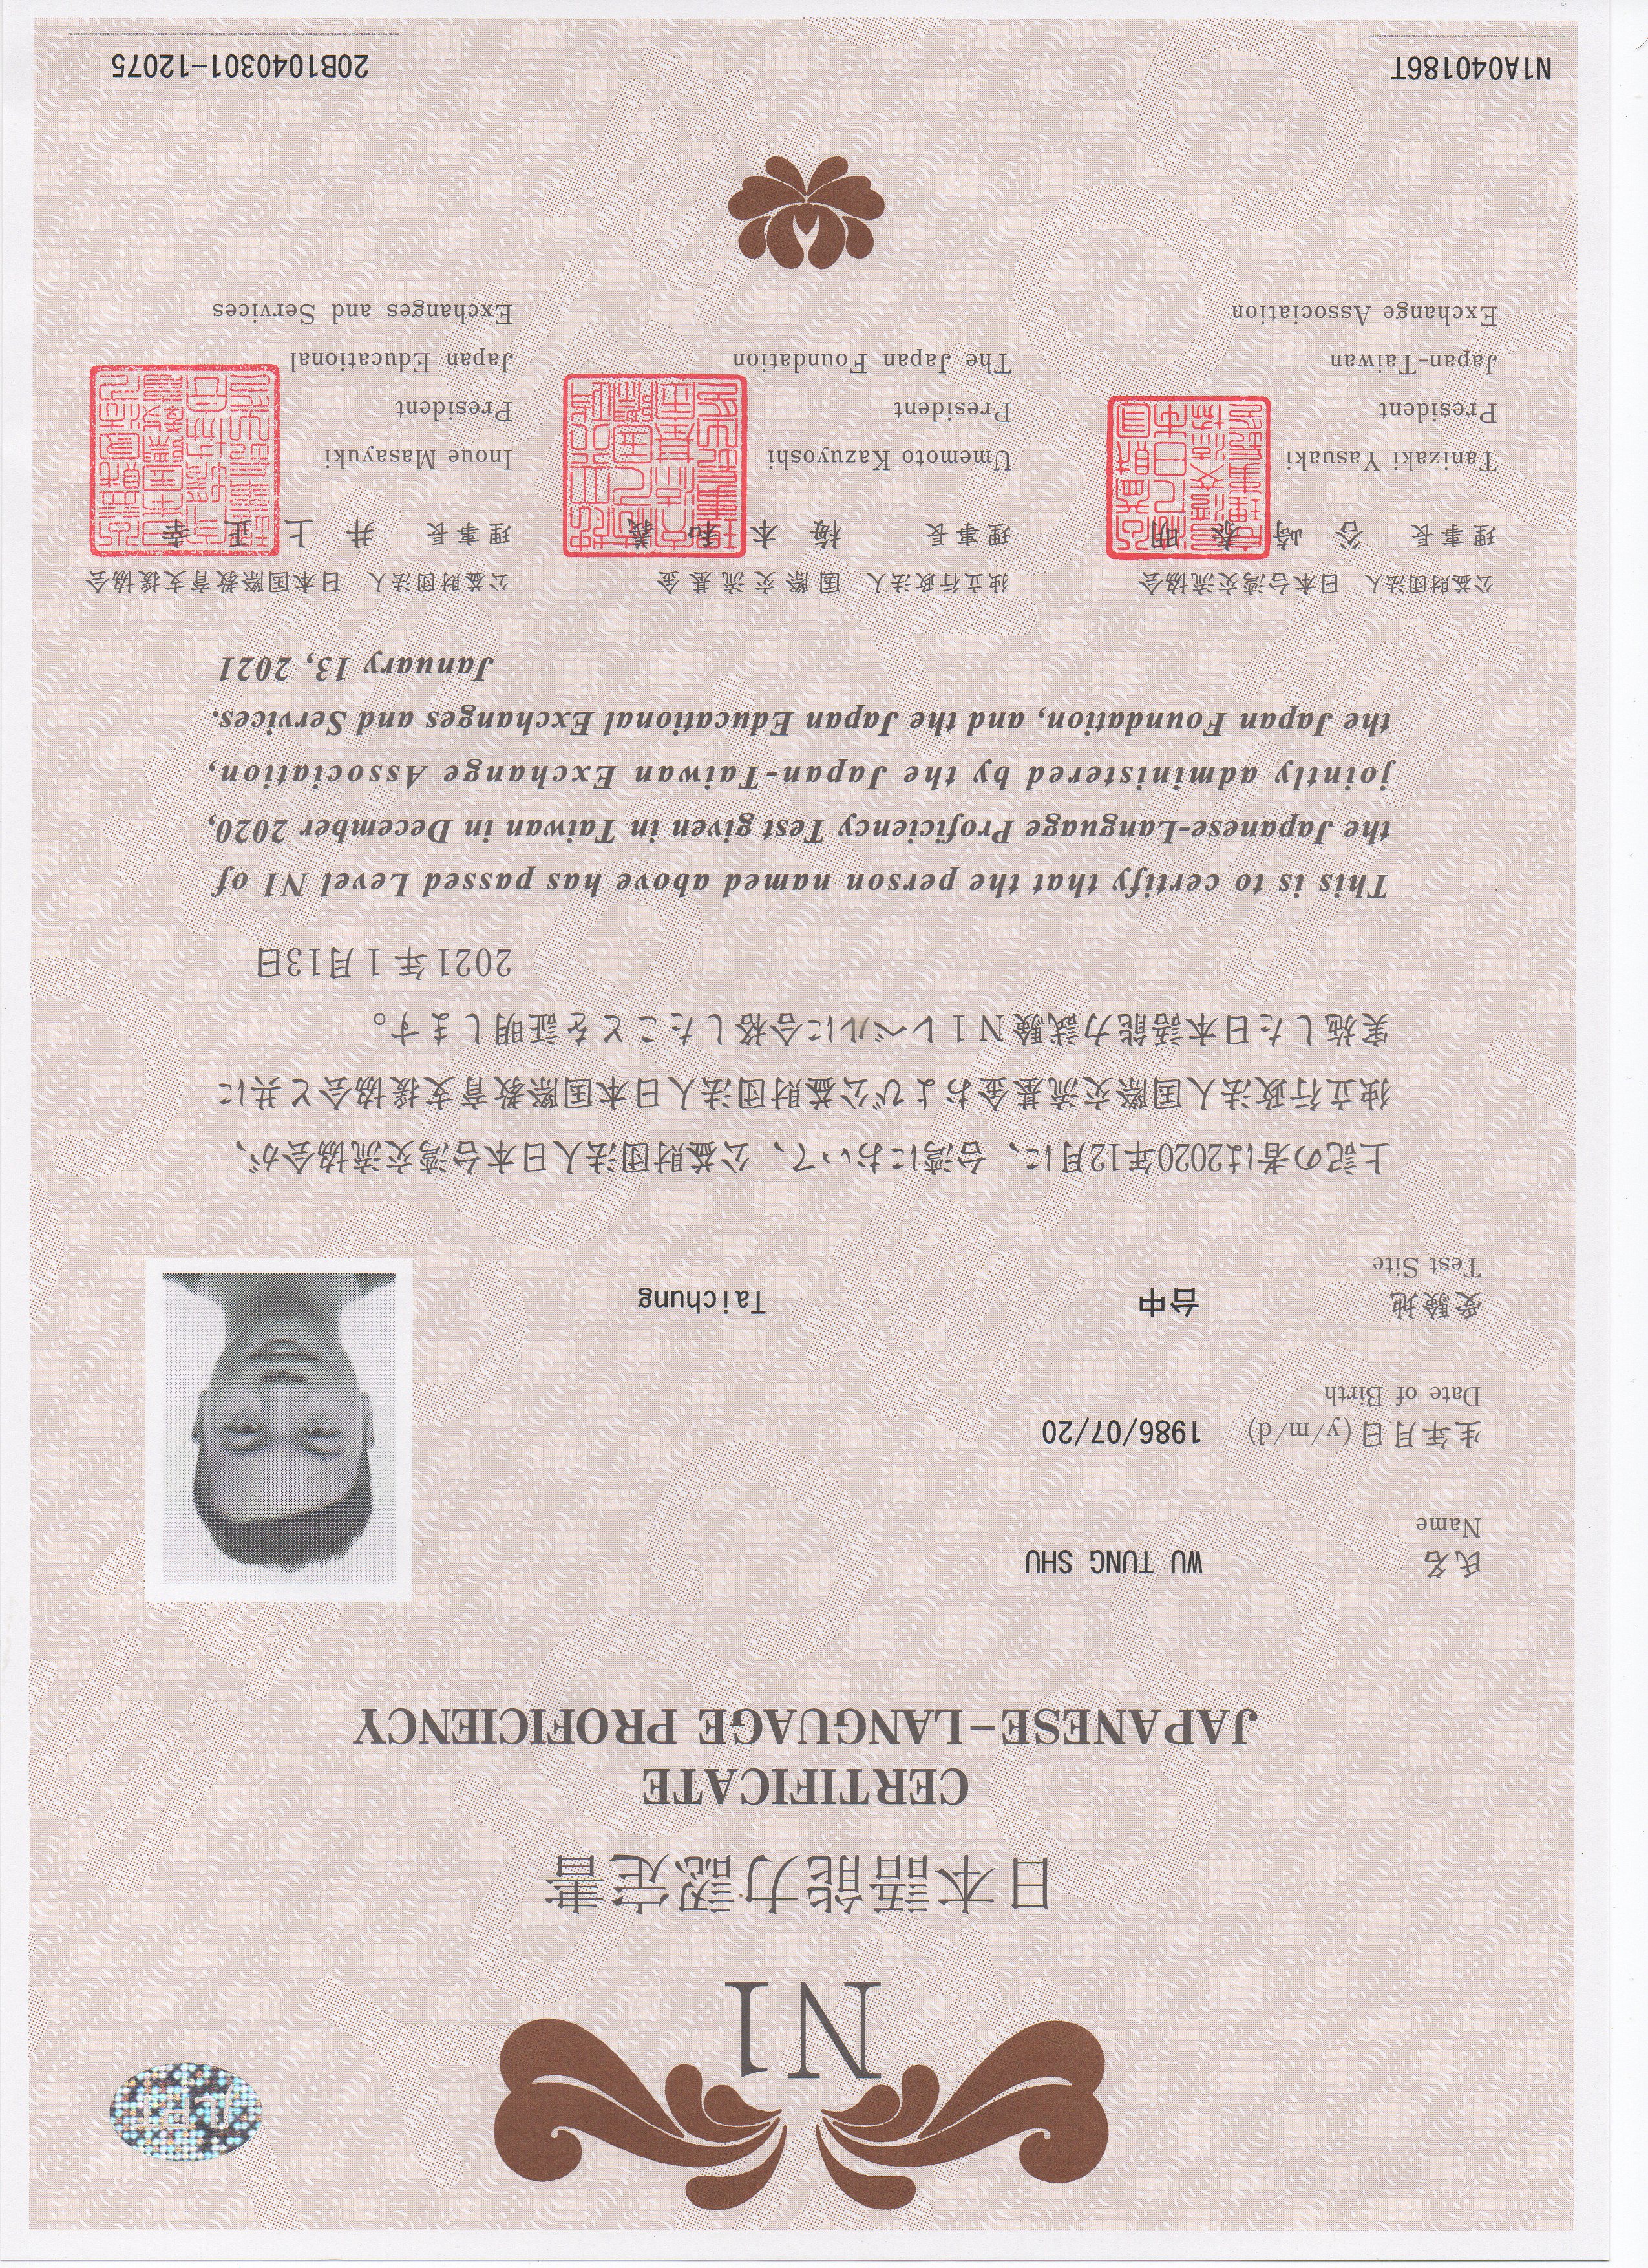 N1
日本語能力認定書
CERTIFICATE
JAPANESE-LANGUAGE PROFICIENCY
氏名 WU TUNG SHU
Name
生年月日(y/m/d) 1986/07/20
Date of Birth
受験地 台中 Taichung
Test Site
上記の者は2020年12月に、台湾において、公益財団法人日本台湾交流協会が、
独立行政法人国際交流基金および公益財団法人日本国際教育支援協会と共に
実施した日本語能力試験N1レベルに合格したことを証明します。
2021年1月13日
This is to certify that the person named above has passed Level N1 of
the Japanese-Language Proficiency Test given in Taiwan in December 2020,
jointly administered by the Japan-Taiwan Exchange Association,
the Japan Foundation, and the Japan Educational Exchanges and Services.
January 13, 2021
公益財団法人 日本台湾交流協会
理事長 谷崎泰明
Tanizaki Yasuaki
President
Japan-Taiwan
Exchange Association
独立行政法人 国際交流基金
理事長 梅本和義
Umemoto Kazuyoshi
President
The Japan Foundation
公益財団法人 日本国際教育支援協会
理事長 井上正幸
Inoue Masayuki
President
Japan Educational
Exchanges and Services
N1A040186T
20B1040301-12075